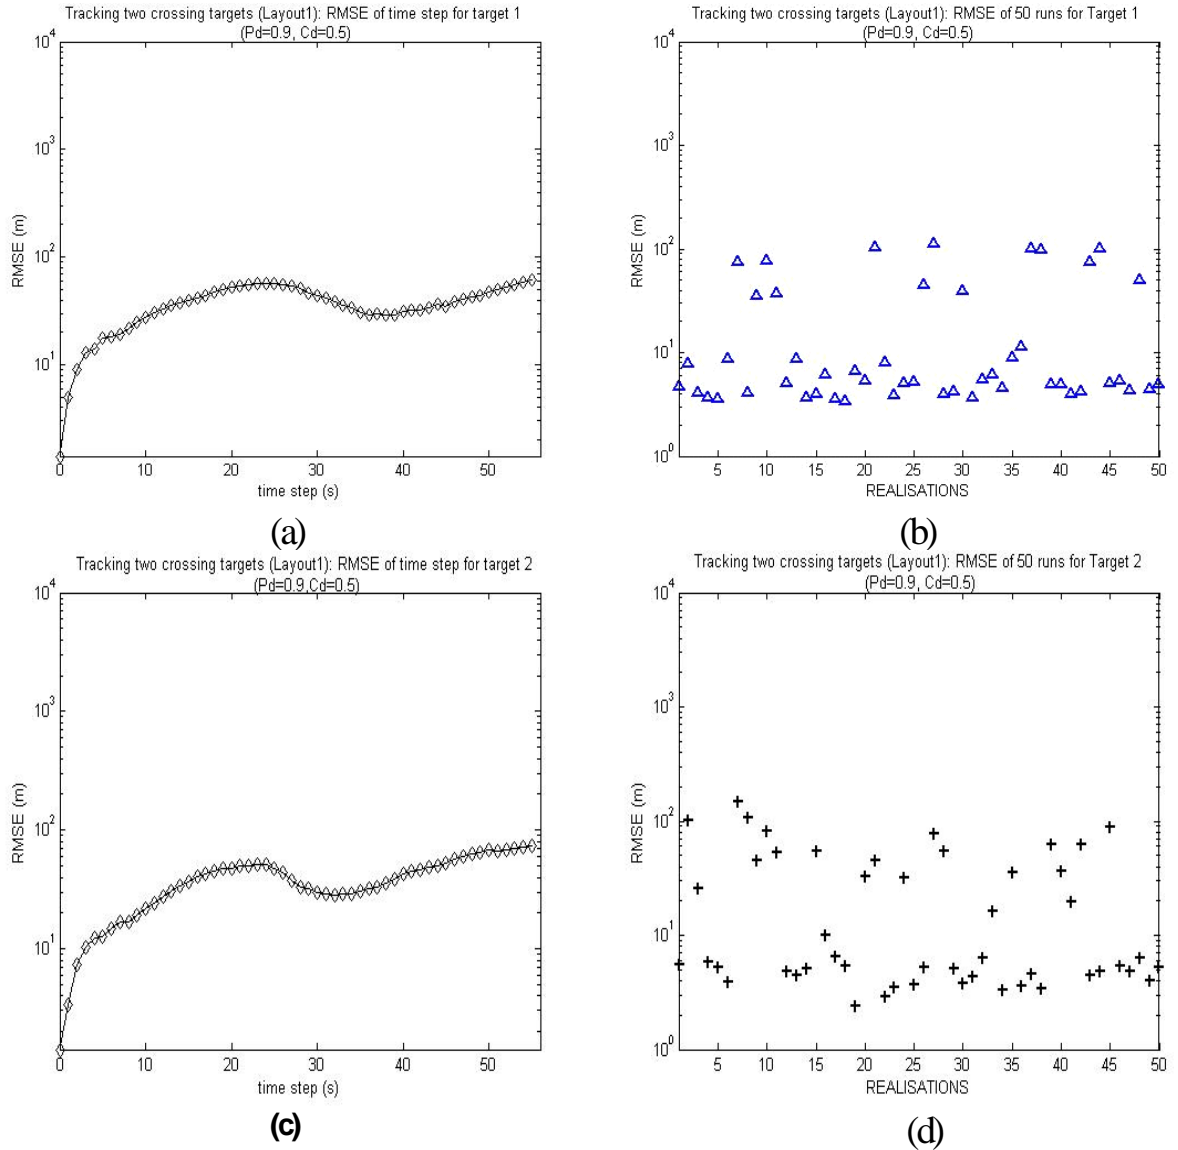 Tracking two crossing targets (Layout1): RMSE of time step for target 1
(Pd=0.9, Cd=0.5)
10^4
10^3
10^2
10^1
RMSE (m)
0 10 20 30 40 50
time step (s)
(a)
Tracking two crossing targets (Layout1): RMSE of 50 runs for Target 1
(Pd=0.9, Cd=0.5)
10^4
10^3
10^2
10^1
10^0
RMSE (m)
5 10 15 20 25 30 35 40 45 50
REALISATIONS
(b)
Tracking two crossing targets (Layout1): RMSE of time step for target 2
(Pd=0.9,Cd=0.5)
10^4
10^3
10^2
10^1
RMSE (m)
0 10 20 30 40 50
time step (s)
(c)
Tracking two crossing targets (Layout1): RMSE of 50 runs for Target 2
(Pd=0.9, Cd=0.5)
10^4
10^3
10^2
10^1
10^0
RMSE (m)
5 10 15 20 25 30 35 40 45 50
REALISATIONS
(d)